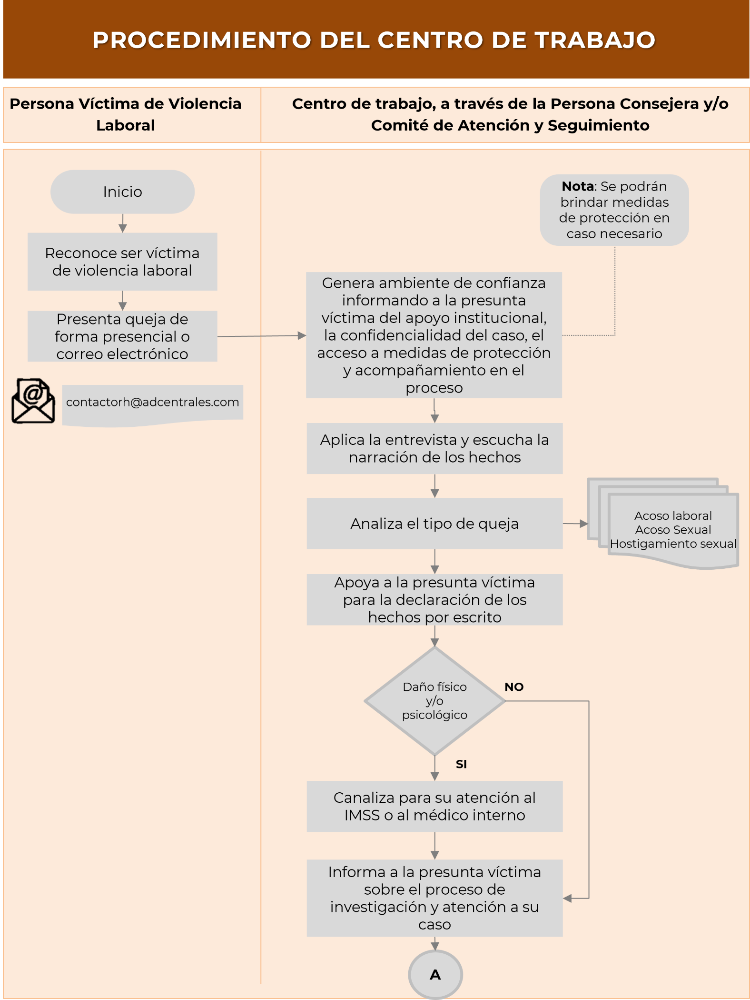 PROCEDIMIENTO DEL CENTRO DE TRABAJO
Persona Víctima de Violencia
Laboral
Centro de trabajo, a través de la Persona Consejera y/o
Comité de Atención y Seguimiento
Inicio
Reconoce ser víctima
de violencia laboral
Presenta queja de
forma presencial o
correo electrónico
contactorh@adcentrales.com
Nota: Se podrán
brindar medidas
de protección en
caso necesario
Genera ambiente de confianza
informando a la presunta
víctima del apoyo institucional,
la confidencialidad del caso, el
acceso a medidas de protección
y acompañamiento en el
proceso
Aplica la entrevista y escucha la
narración de los hechos
Analiza el tipo de queja
Acoso laboral
Acoso Sexual
Hostigamiento sexual
Apoya a la presunta víctima
para la declaración de los
hechos por escrito
Daño físico
y/o
psicológico
NO
SI
Canaliza para su atención al
IMSS o al médico interno
Informa a la presunta víctima
sobre el proceso de
investigación y atención a su
caso
A